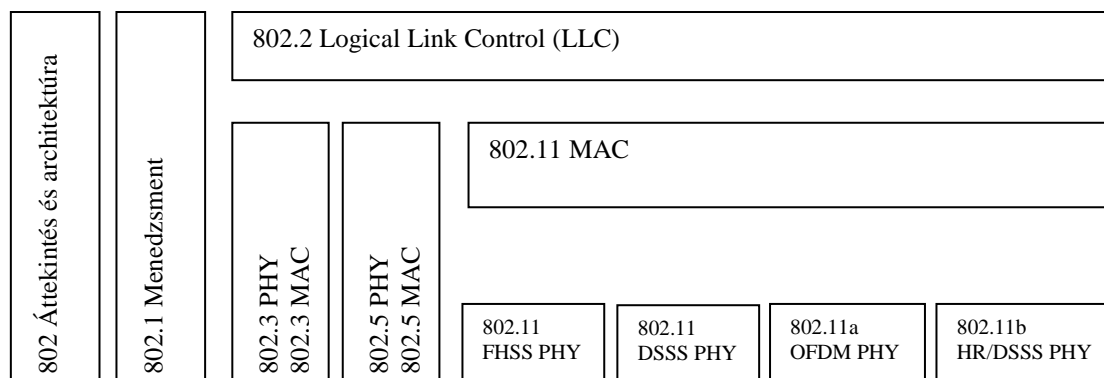 802 Áttekintés és architektúra
802.1 Menedzsment
802.2 Logical Link Control (LLC)
802.3 PHY
802.3 MAC
802.5 PHY
802.5 MAC
802.11 MAC
802.11
FHSS PHY
802.11
DSSS PHY
802.11a
OFDM PHY
802.11b
HR/DSSS PHY